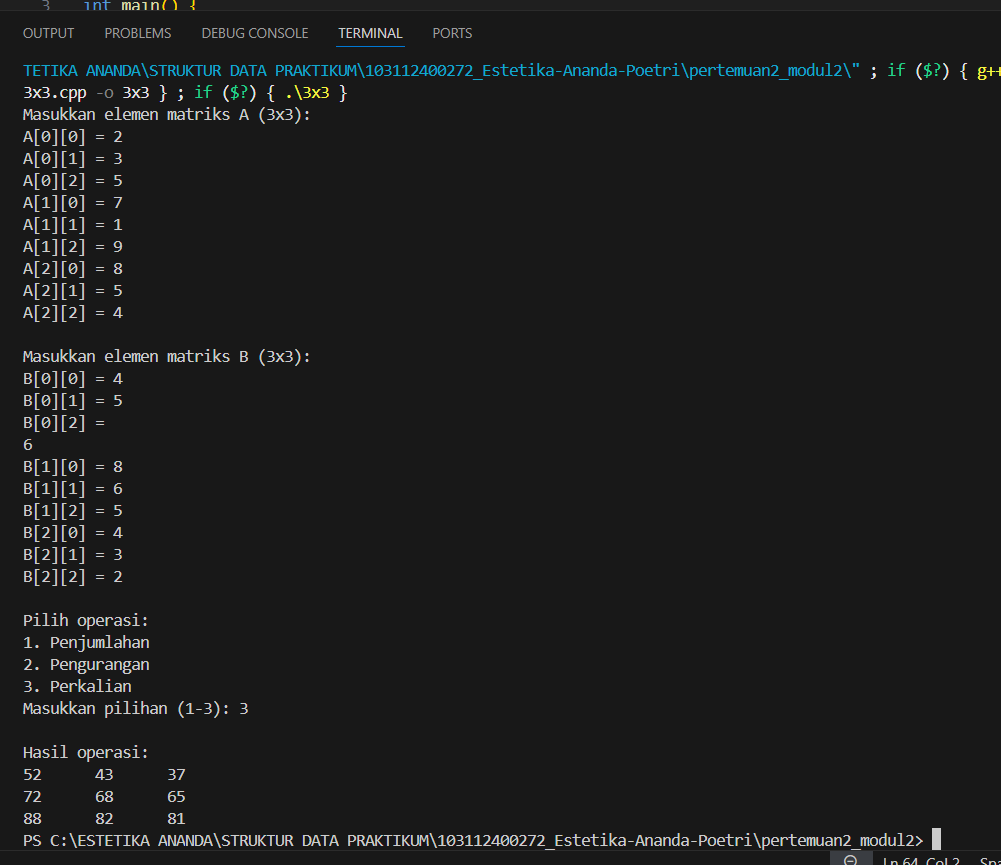 3 int main() {
OUTPUT PROBLEMS DEBUG CONSOLE TERMINAL PORTS
TETIKA ANANDA\STRUKTUR DATA PRAKTIKUM\103112400272_Estetika-Ananda-Poetri\pertemuan2_modul2\" ; if ($?) { g++
3x3.cpp -o 3x3 } ; if ($?) { .\3x3 }
Masukkan elemen matriks A (3x3):
A[0][0] = 2
A[0][1] = 3
A[0][2] = 5
A[1][0] = 7
A[1][1] = 1
A[1][2] = 9
A[2][0] = 8
A[2][1] = 5
A[2][2] = 4
Masukkan elemen matriks B (3x3):
B[0][0] = 4
B[0][1] = 5
B[0][2] =
6
B[1][0] = 8
B[1][1] = 6
B[1][2] = 5
B[2][0] = 4
B[2][1] = 3
B[2][2] = 2
Pilih operasi:
1. Penjumlahan
2. Pengurangan
3. Perkalian
Masukkan pilihan (1-3): 3
Hasil operasi:
52 43 37
72 68 65
88 82 81
PS C:\ESTETIKA ANANDA\STRUKTUR DATA PRAKTIKUM\103112400272_Estetika-Ananda-Poetri\pertemuan2_modul2>
Ln 64, Col 2 Spa